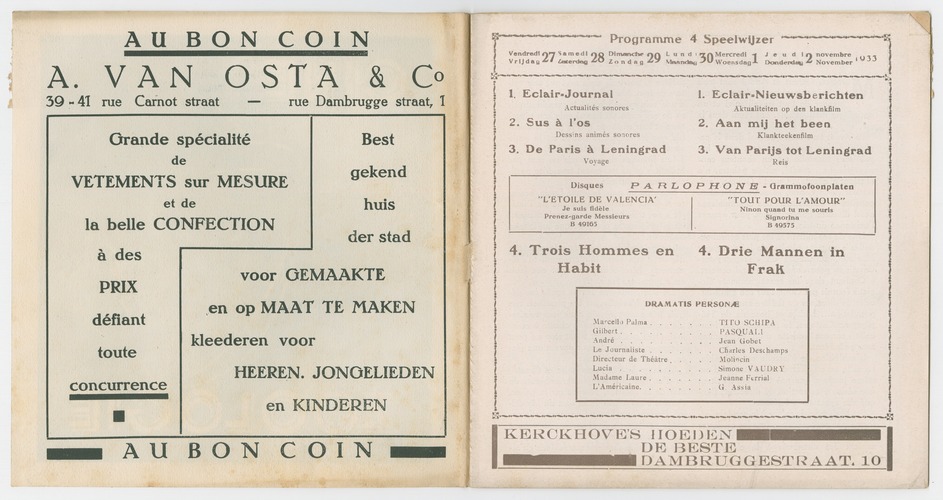 AU BON COIN
A. VAN OSTA & Co
39-41 rue Carnot straat — rue Dambrugge straat, 1
Grande spécialité
de
VETEMENTS sur MESURE
et de
la belle CONFECTION
à des
PRIX
défiant
toute
concurrence
Best
gekend
huis
der stad
voor GEMAAKTE
en op MAAT TE MAKEN
kleederen voor
HEEREN. JONGELIEDEN
en KINDEREN
AU BON COIN
Programme 4 Speelwijzer
Vendredi 27 Samedi 28 Dimanche 29 Lundi 30 Mercredi 1 Jeudi 2 novembre 1933
Vrijdag Zaterdag Zondag Maandag Woensdag Donderdag November
1. Eclair-Journal
Actualités sonores
2. Sus à l'os
Dessins animés sonores
3. De Paris à Leningrad
Voyage
1. Eclair-Nieuwsberichten
Aktualiteiten op den klankfilm
2. Aan mij het been
Klankteekenfilm
3. Van Parijs tot Leningrad
Reis
Disques PARLOPHONE - Grammofoonplaten
"L'ETOILE DE VALENCIA'
Je suis fidèle
Prenez-garde Messieurs
B 49105
"TOUT POUR L'AMOUR"
Ninon quand tu me souris
Signorina
B 49575
4. Trois Hommes en
Habit
4. Drie Mannen in
Frak
DRAMATIS PERSONÆ
Marcello Palma . . . . . . . TITO SCHIPA
Gilbert . . . . . . . . . PASQUALI
André . . . . . . . . . Jean Gobet
Le Journaliste . . . . . . . Charles Deschamps
Directeur de Théâtre . . . . . Molincin
Lucia . . . . . . . . . Simone VAUDRY
Madame Laure . . . . . . . Jeanne Ferrial
L'Américaine . . . . . . . G. Assia
KERCKHOVE'S HOEDEN
DE BESTE
DAMBRUGGESTRAAT. 10